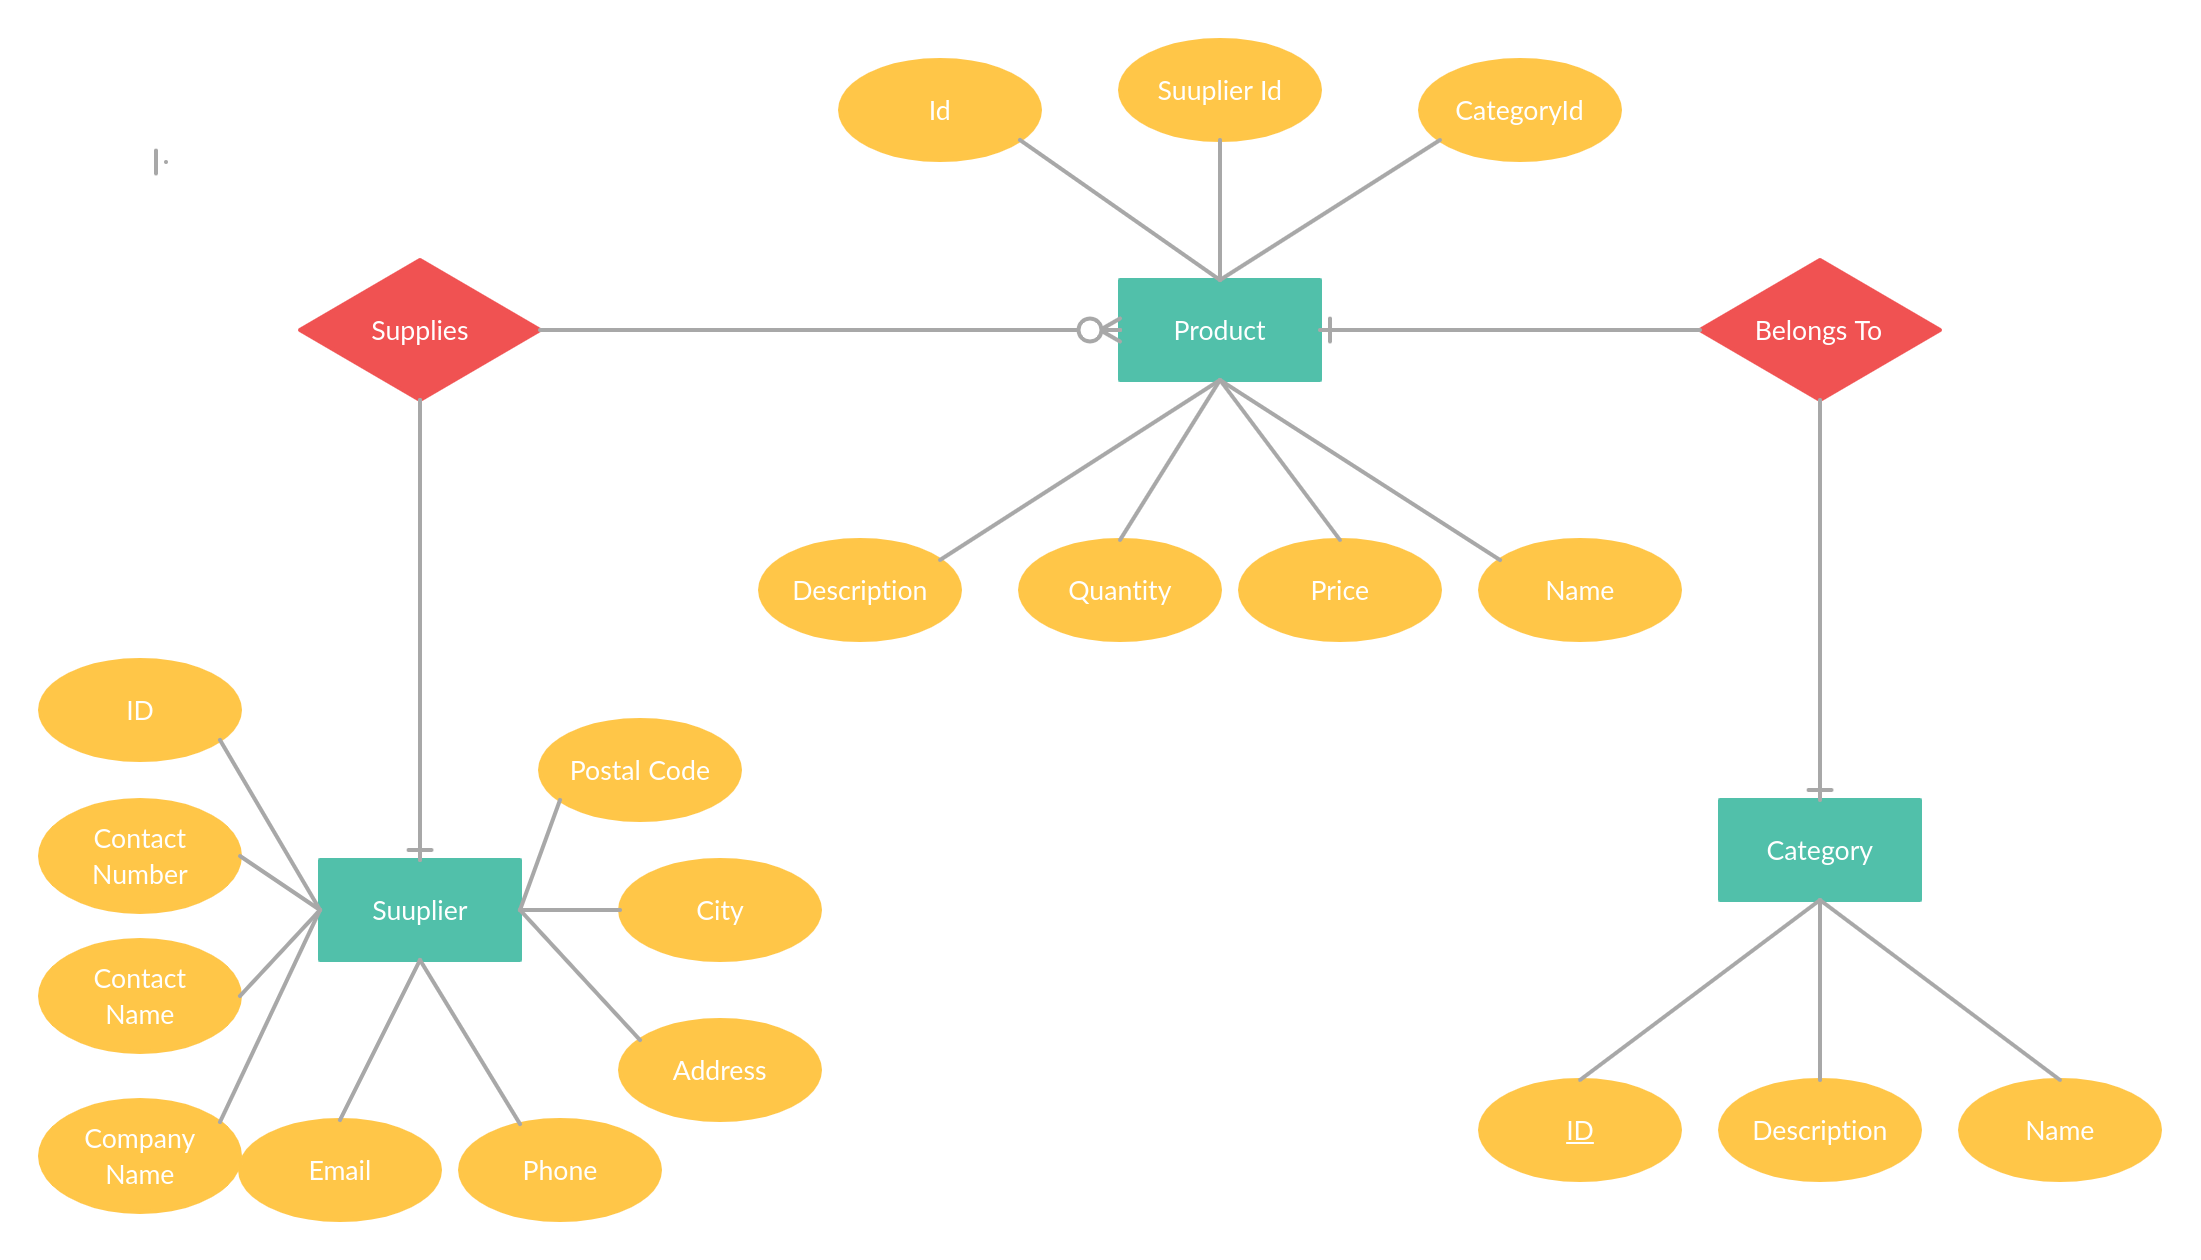 Id
Suuplier Id
CategoryId
Supplies
Product
Belongs To
Description
Quantity
Price
Name
ID
Postal Code
Contact
Number
Suuplier
City
Category
Contact
Name
Address
Company
Name
Email
Phone
ID
Description
Name